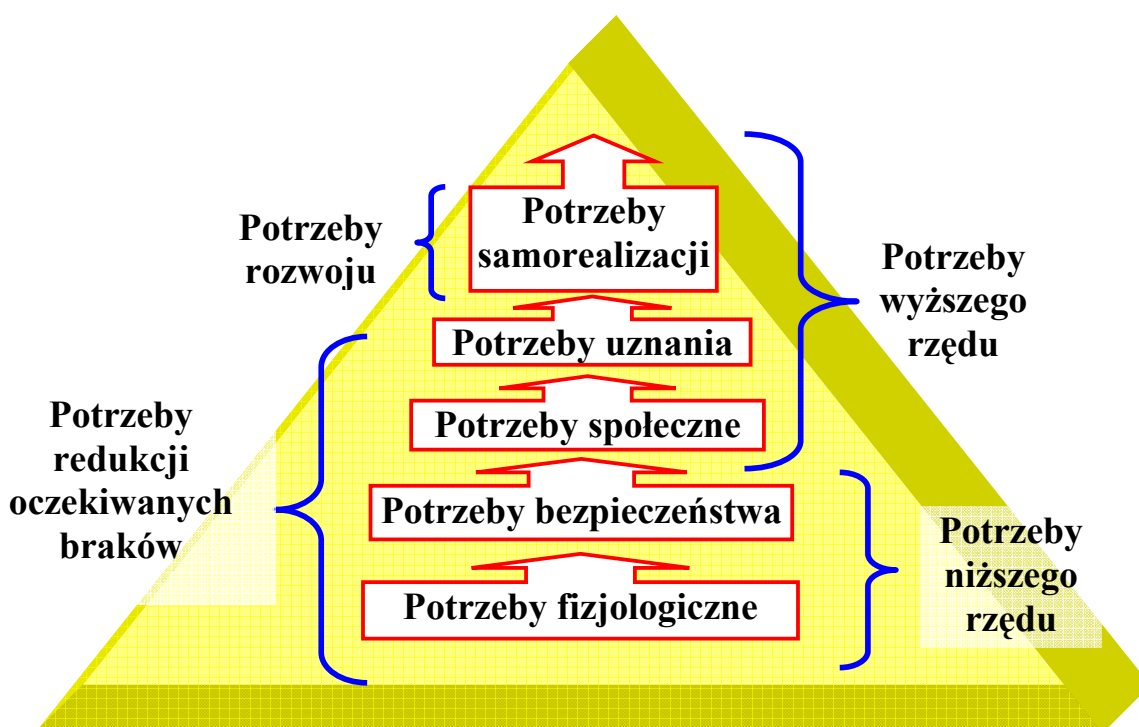 Potrzeby
samorealizacji
Potrzeby
rozwoju
Potrzeby
wyższego
rzędu
Potrzeby uznania
Potrzeby społeczne
Potrzeby
redukcji
oczekiwanych
braków
Potrzeby bezpieczeństwa
Potrzeby
niższego
rzędu
Potrzeby fizjologiczne